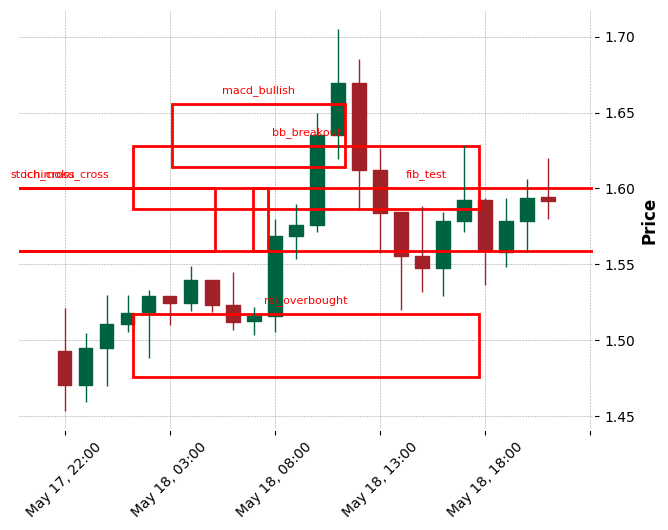 1.70
macd_bullish
1.65
bb_breakout
stoch_cross
ichimoku_cross
fib_test
1.60
Price
1.55
rsi_overbought
1.50
1.45
May 17, 22:00
May 18, 03:00
May 18, 08:00
May 18, 13:00
May 18, 18:00